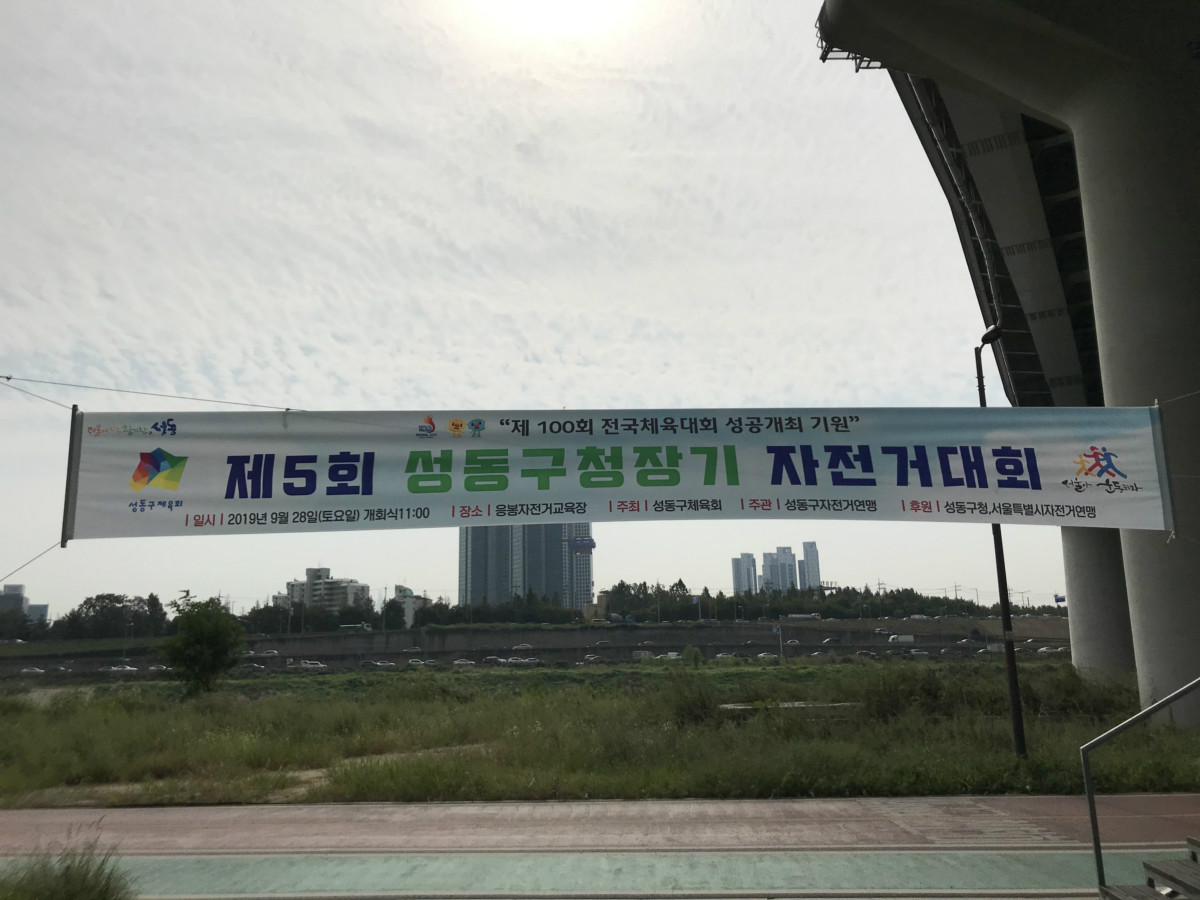 "제 100회 전국체육대회 성공개최 기원"
제5회 성동구청장기 자전거대회
성동구체육회
| 일시 | 2019년 9월 28일(토요일) 개회식11:00 | 장소 | 응봉자전거교육장 | 주최 | 성동구체육회 | 주관 | 성동구자전거연맹 | 후원 | 성동구청,서울특별시자전거연맹